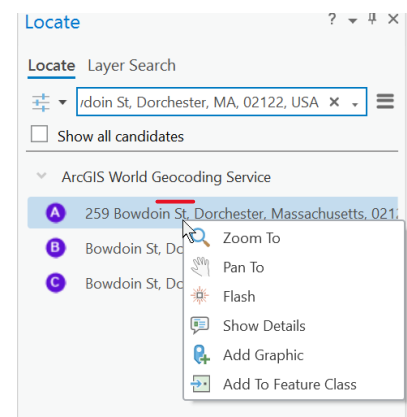 Locate
Locate Layer Search
/doin St, Dorchester, MA, 02122, USA
Show all candidates
ArcGIS World Geocoding Service
A 259 Bowdoin St, Dorchester, Massachusetts, 021
Zoom To
B Bowdoin St, Do
Pan To
C Bowdoin St, Do
Flash
Show Details
Add Graphic
Add To Feature Class